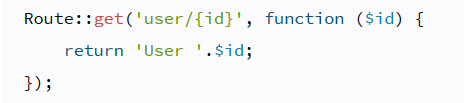 Route::get('user/{id}', function ($id) {
    return 'User '.$id;
});